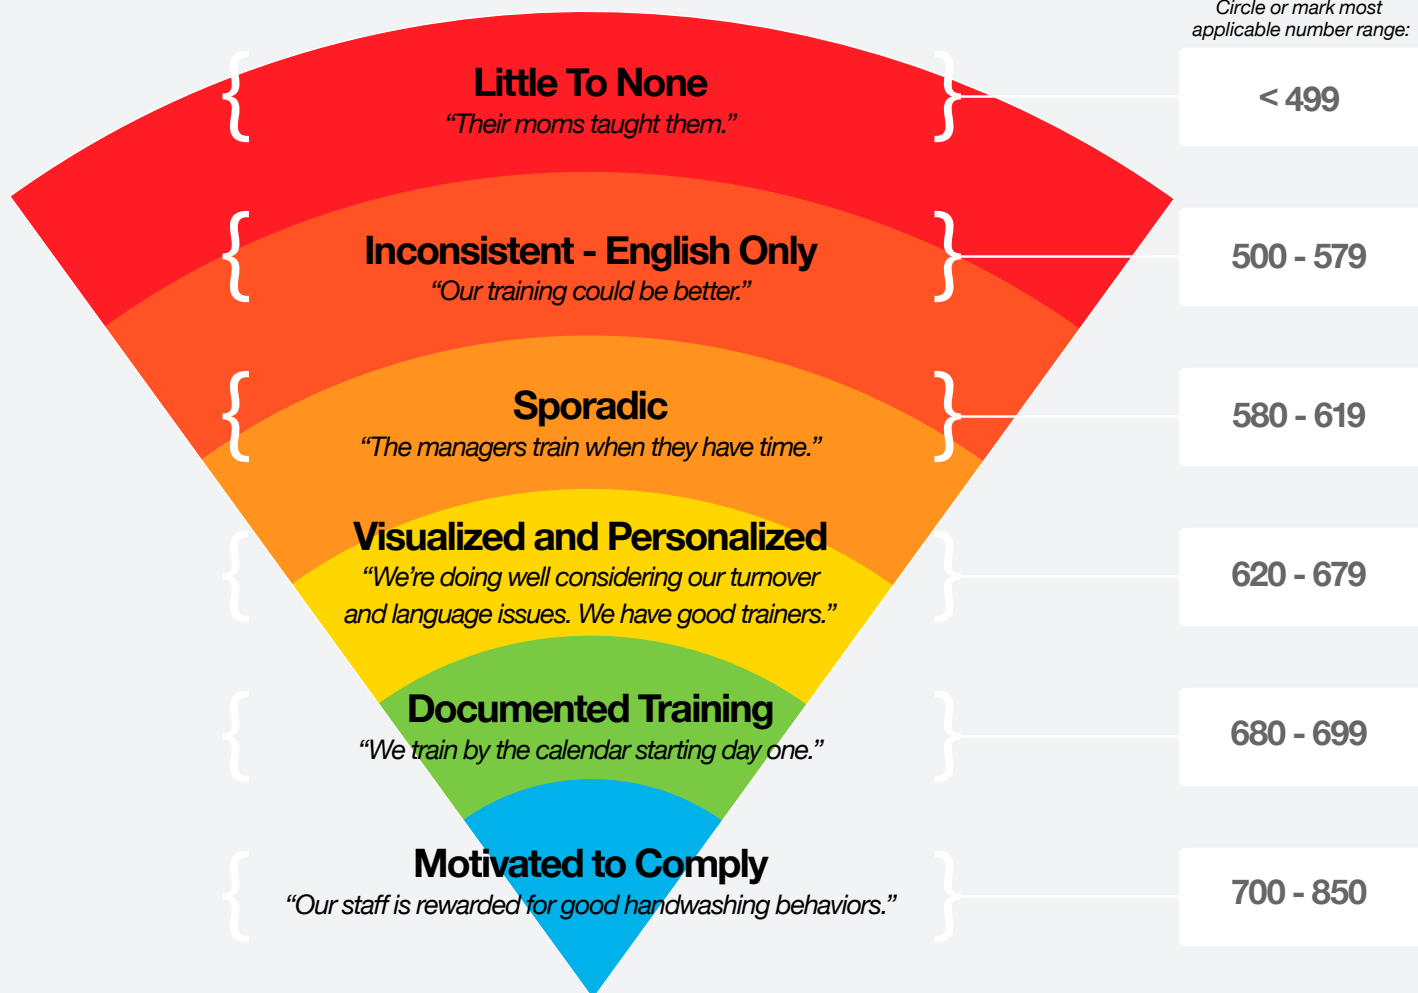 Circle or mark most
applicable number range:
Little To None
“Their moms taught them.”
< 499
Inconsistent - English Only
“Our training could be better.”
500 - 579
Sporadic
“The managers train when they have time.”
580 - 619
Visualized and Personalized
“We’re doing well considering our turnover
and language issues. We have good trainers.”
620 - 679
Documented Training
“We train by the calendar starting day one.”
680 - 699
Motivated to Comply
“Our staff is rewarded for good handwashing behaviors.”
700 - 850